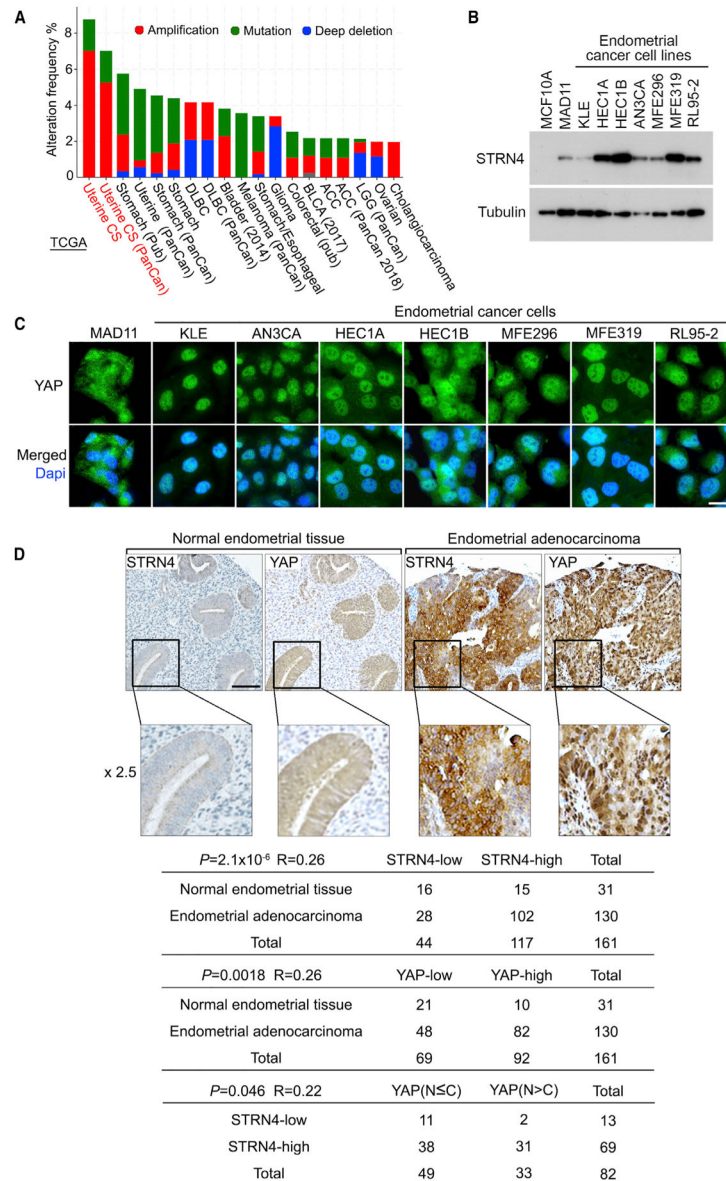 A
Amplification Mutation Deep deletion
Alteration frequency %
8
6
4
2
0
Uterine CS
Uterine CS (PanCan)
Stomach (Pub)
Uterine (PanCan)
Stomach (PanCan)
Stomach
DLBC
DLBC (PanCan)
Bladder (2014)
Melanoma (PanCan)
Stomach/Esophageal
Glioma
Colorectal (pub)
BLCA (2017)
ACC
ACC (PanCan 2018)
LGG (PanCan)
Ovarian
Cholangiocarcinoma
TCGA
B
Endometrial
cancer cell lines
MCF10A
MAD11
KLE
HEC1A
HEC1B
AN3CA
MFE296
MFE319
RL95-2
STRN4
Tubulin
C
Endometrial cancer cells
MAD11 KLE AN3CA HEC1A HEC1B MFE296 MFE319 RL95-2
YAP
Merged
Dapi
D
Normal endometrial tissue Endometrial adenocarcinoma
STRN4 YAP STRN4 YAP
x 2.5
P=2.1x10⁻⁶ R=0.26 STRN4-low STRN4-high Total
Normal endometrial tissue 16 15 31
Endometrial adenocarcinoma 28 102 130
Total 44 117 161
P=0.0018 R=0.26 YAP-low YAP-high Total
Normal endometrial tissue 21 10 31
Endometrial adenocarcinoma 48 82 130
Total 69 92 161
P=0.046 R=0.22 YAP(N≤C) YAP(N>C) Total
STRN4-low 11 2 13
STRN4-high 38 31 69
Total 49 33 82